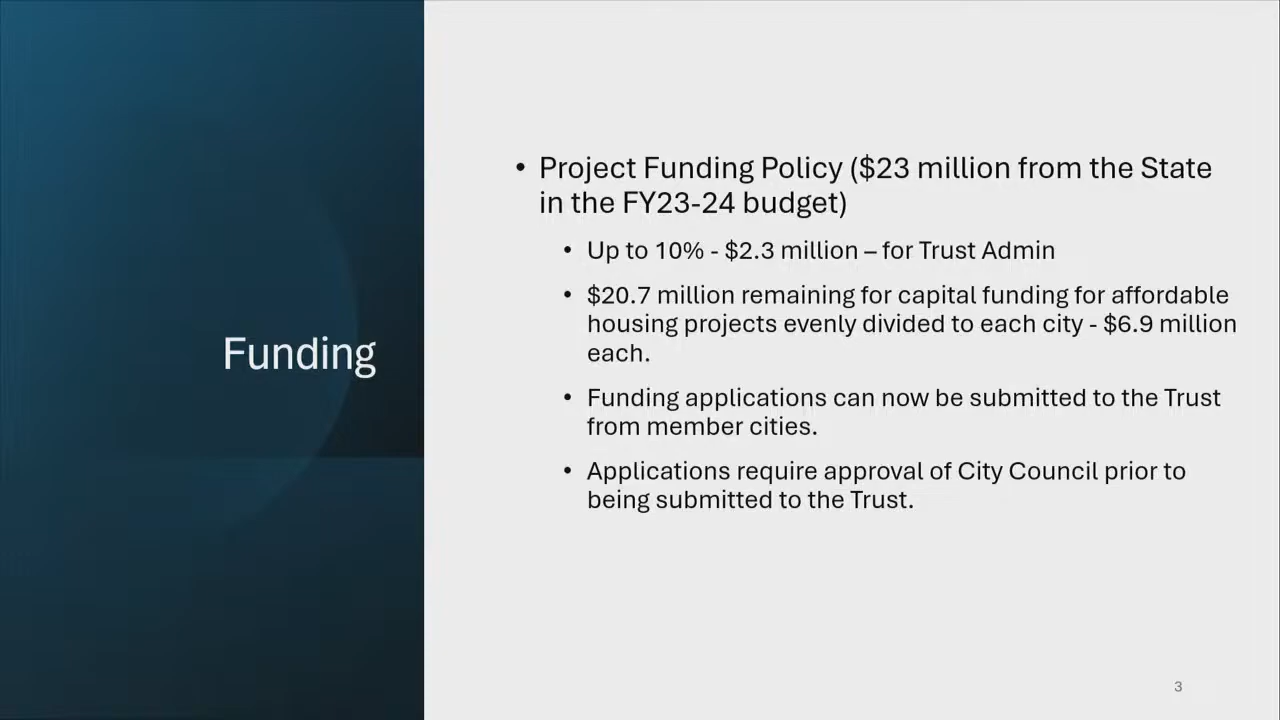 Funding
• Project Funding Policy ($23 million from the State
in the FY23-24 budget)
• Up to 10% - $2.3 million – for Trust Admin
• $20.7 million remaining for capital funding for affordable
housing projects evenly divided to each city - $6.9 million
each.
• Funding applications can now be submitted to the Trust
from member cities.
• Applications require approval of City Council prior to
being submitted to the Trust.
3